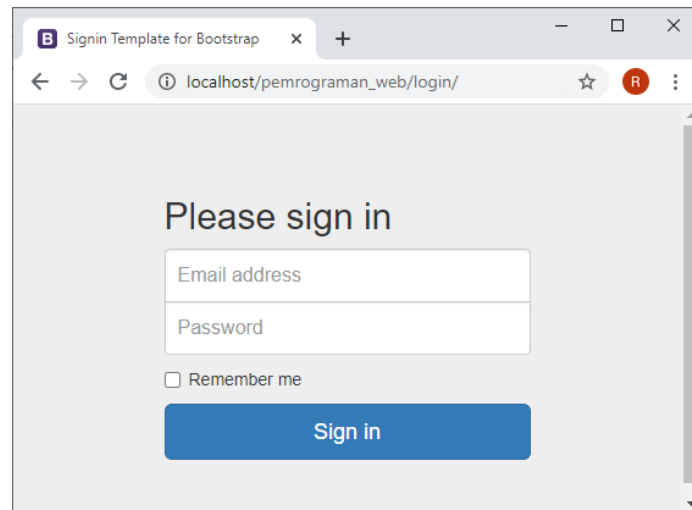 B Signin Template for Bootstrap
localhost/pemrograman_web/login/
R
Please sign in
Email address
Password
Remember me
Sign in